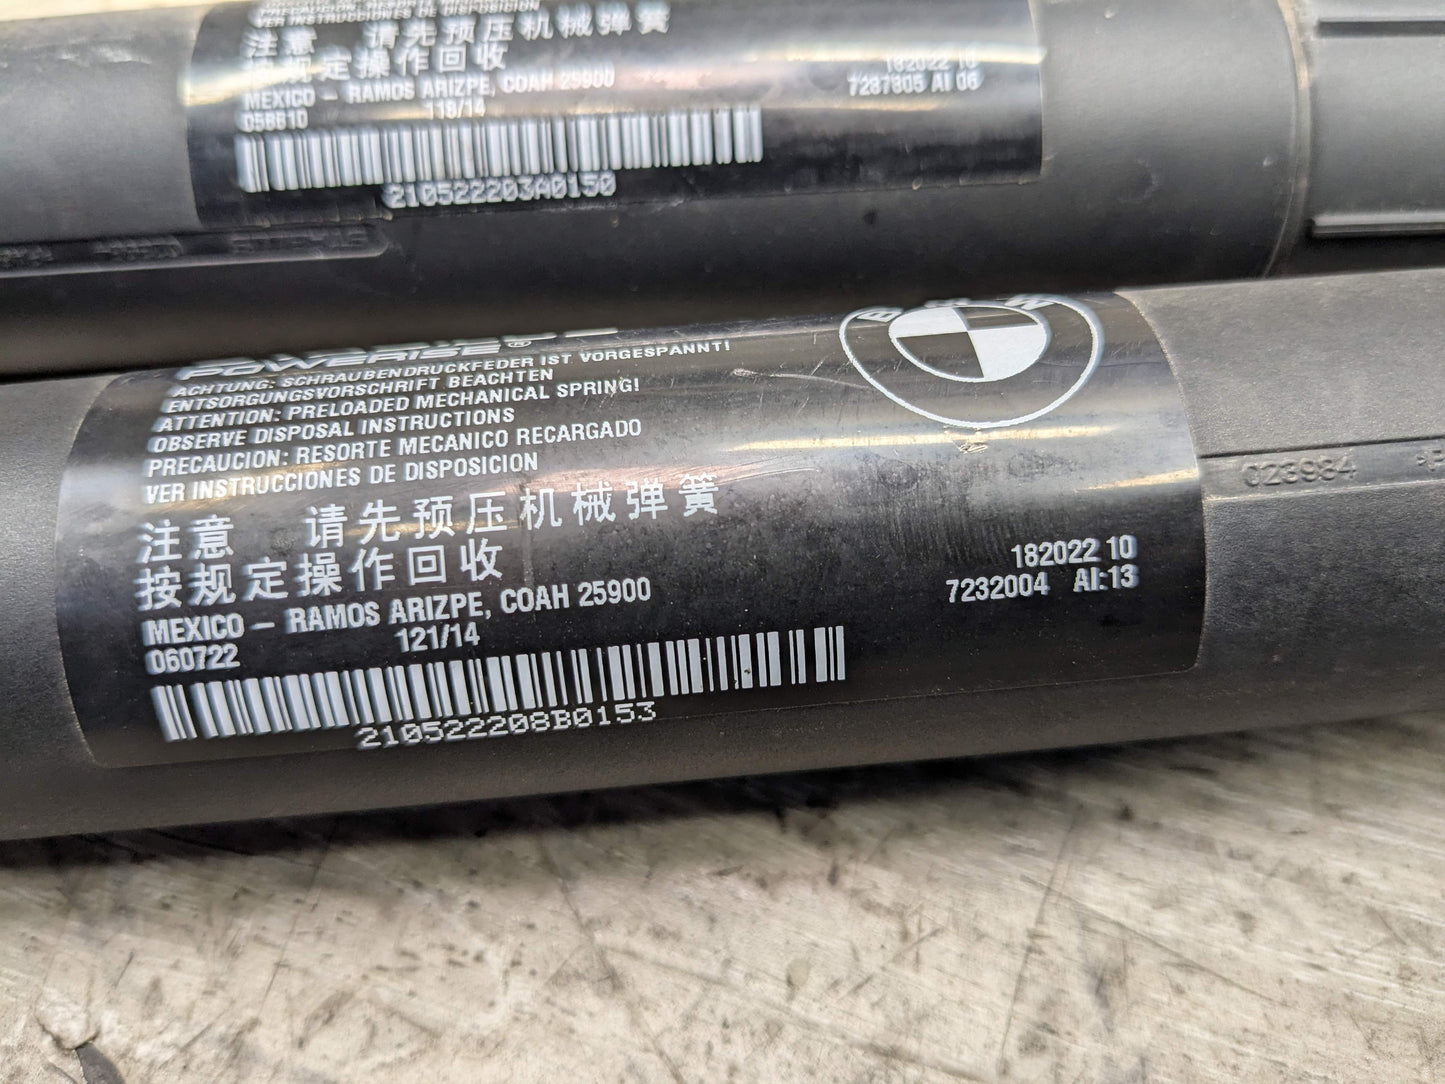 VER INSTRUCCIONES DE DISPOSICION
注意 请先预压机械弹簧
按规定操作回收
MEXICO – RAMOS ARIZPE, COAH 25900
118/14
182022 10
7287805 AI 06
210522203A0150
POWERISE®
ACHTUNG: SCHRAUBENDRUCKFEDER IST VORGESPANNT!
ENTSORGUNGSVORSCHRIFT BEACHTEN
ATTENTION: PRELOADED MECHANICAL SPRING!
OBSERVE DISPOSAL INSTRUCTIONS
PRECAUCION: RESORTE MECANICO RECARGADO
VER INSTRUCCIONES DE DISPOSICION
注意 请先预压机械弹簧
按规定操作回收
MEXICO – RAMOS ARIZPE, COAH 25900
060722 121/14
210522208B0153
BMW
182022 10
7232004 AI:13
023984